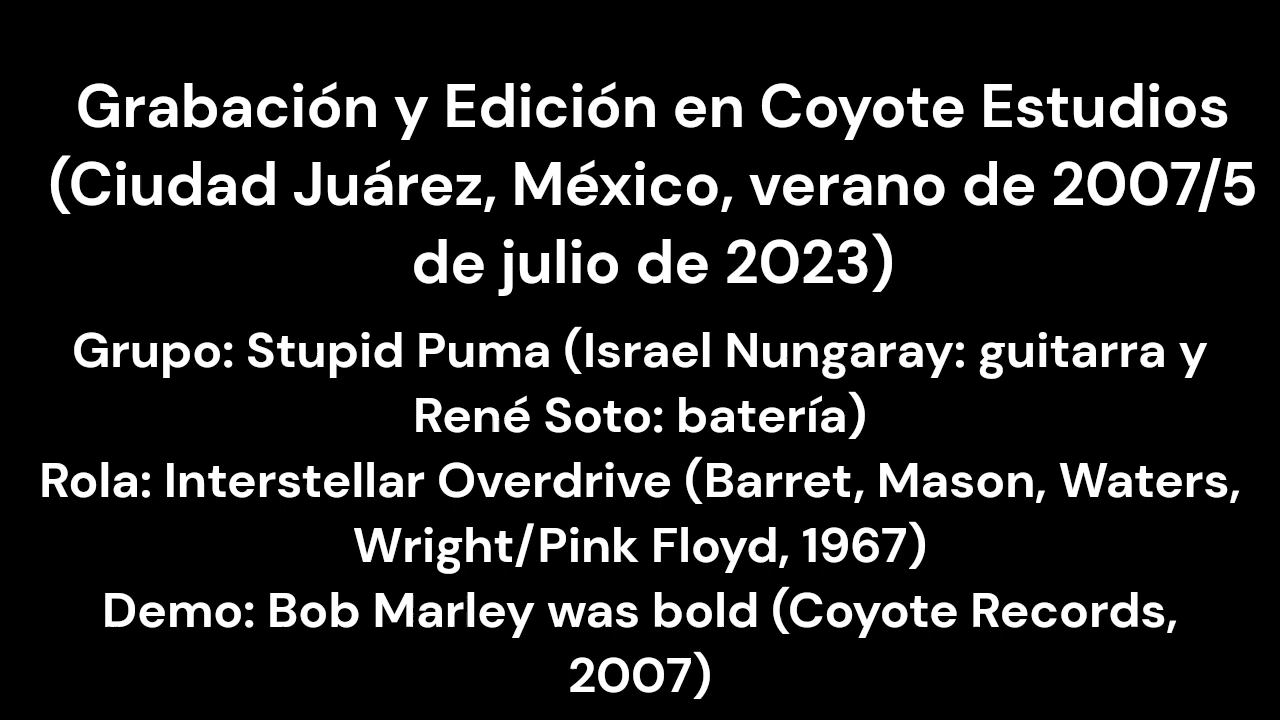 Grabación y Edición en Coyote Estudios
(Ciudad Juárez, México, verano de 2007/5
de julio de 2023)
Grupo: Stupid Puma (Israel Nungaray: guitarra y
René Soto: batería)
Rola: Interstellar Overdrive (Barret, Mason, Waters,
Wright/Pink Floyd, 1967)
Demo: Bob Marley was bold (Coyote Records,
2007)